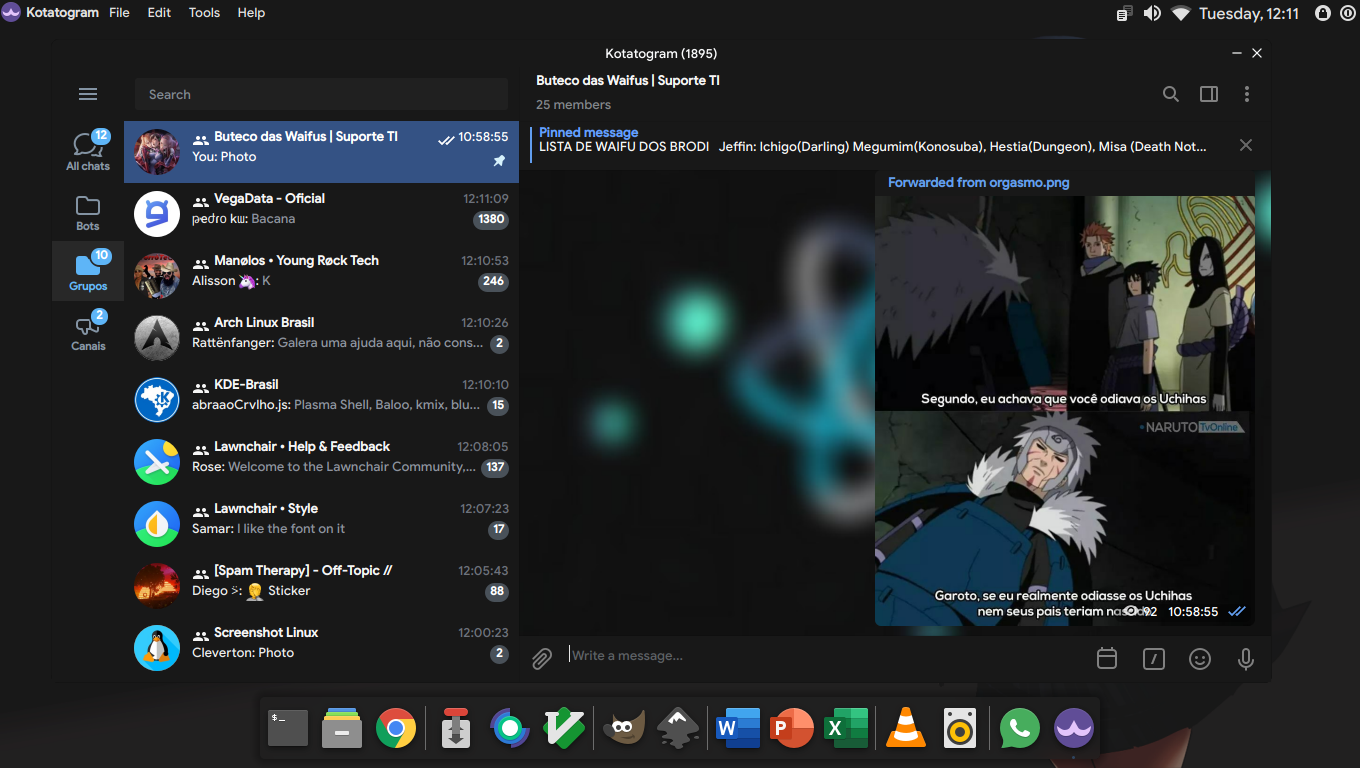 Kotatogram File Edit Tools Help
Tuesday, 12:11
Kotatogram (1895)
Search
12
All chats
Bots
10
Grupos
2
Canais
Buteco das Waifus | Suporte TI 10:58:55
You: Photo
VegaData - Oficial 12:11:09
pedro kw: Bacana 1380
Manølos • Young Røck Tech 12:10:53
Alisson 🦄: K 246
Arch Linux Brasil 12:10:26
Rattënfanger: Galera uma ajuda aqui, não cons... 2
KDE-Brasil 12:10:10
abraaoCrvlho.js: Plasma Shell, Baloo, kmix, blu... 15
Lawnchair • Help & Feedback 12:08:05
Rose: Welcome to the Lawnchair Community,... 137
Lawnchair • Style 12:07:23
Samar: I like the font on it 17
[Spam Therapy] - Off-Topic // 12:05:43
Diego : 🤦 Sticker 88
Screenshot Linux 12:00:23
Cleverton: Photo 2
Buteco das Waifus | Suporte TI
25 members
Pinned message
LISTA DE WAIFU DOS BRODI Jeffin: Ichigo(Darling) Megumim(Konosuba), Hestia(Dungeon), Misa (Death Not...
Forwarded from orgasmo.png
Segundo, eu achava que você odiava os Uchihas
NARUTO TvOnline
Garoto, se eu realmente odiasse os Uchihas
nem seus pais teriam
10:58:55
Write a message...
$_
W
P
X